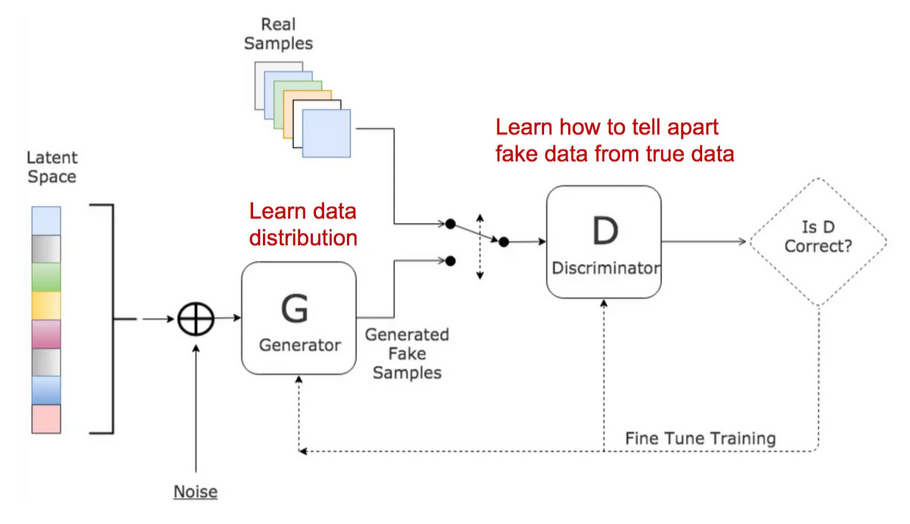 Real
Samples
Learn how to tell apart
fake data from true data
Latent
Space
Learn data
distribution
D
Discriminator
Is D
Correct?
G
Generator
Generated
Fake
Samples
Fine Tune Training
Noise